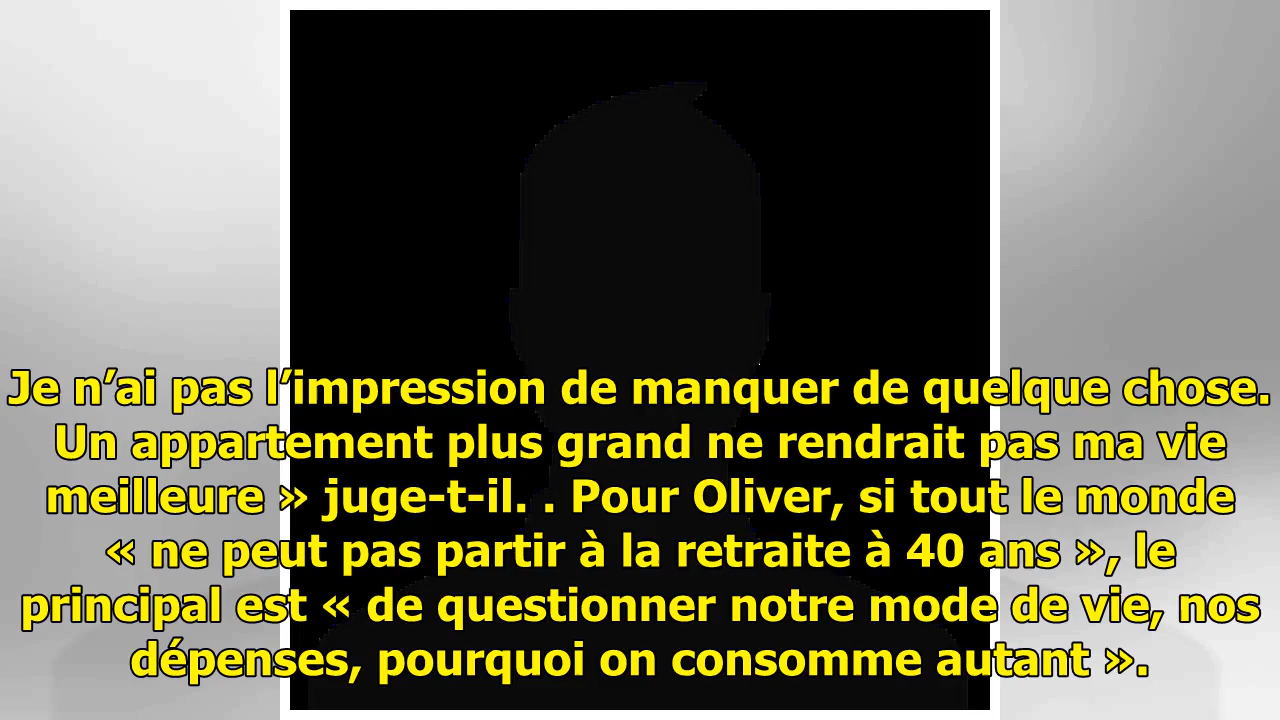 Je n’ai pas l’impression de manquer de quelque chose.
Un appartement plus grand ne rendrait pas ma vie
meilleure » juge-t-il. . Pour Oliver, si tout le monde
« ne peut pas partir à la retraite à 40 ans », le
principal est « de questionner notre mode de vie, nos
dépenses, pourquoi on consomme autant ».